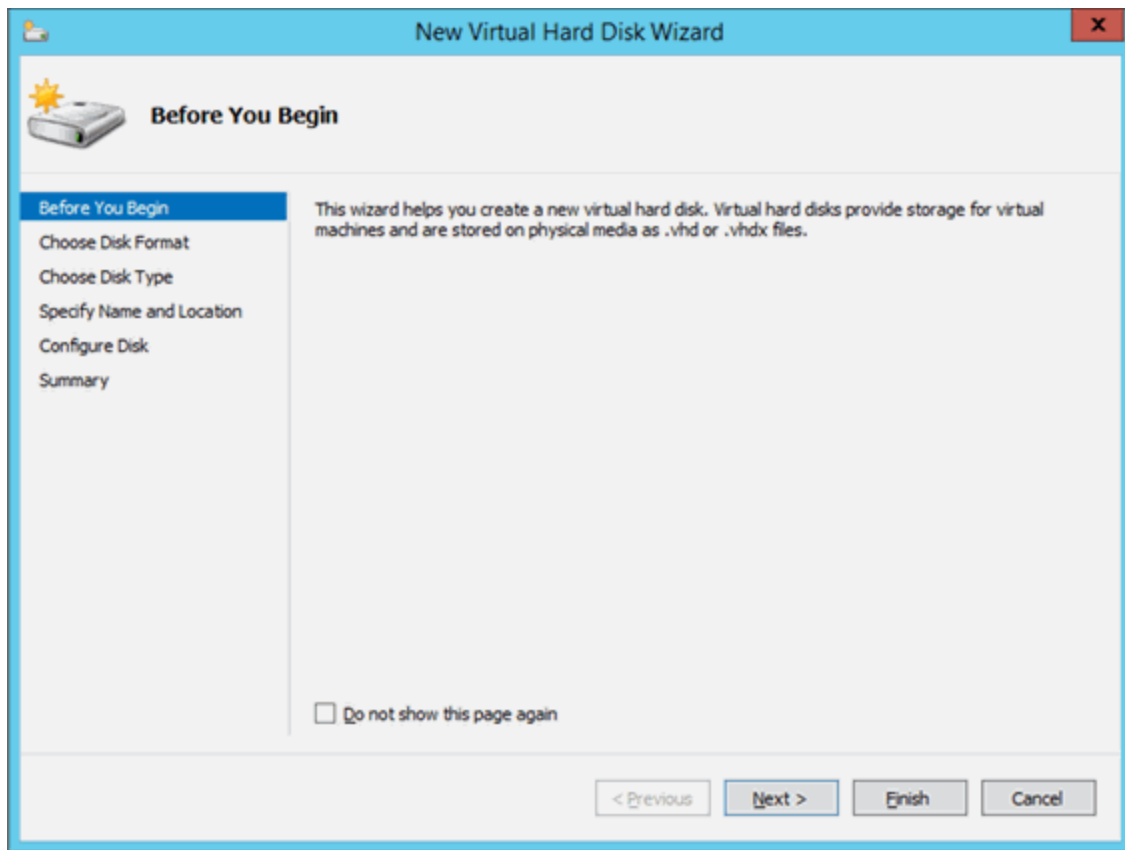 New Virtual Hard Disk Wizard
x
Before You Begin
Before You Begin
Choose Disk Format
Choose Disk Type
Specify Name and Location
Configure Disk
Summary
This wizard helps you create a new virtual hard disk. Virtual hard disks provide storage for virtual
machines and are stored on physical media as .vhd or .vhdx files.
Do not show this page again
< Previous
Next >
Finish
Cancel